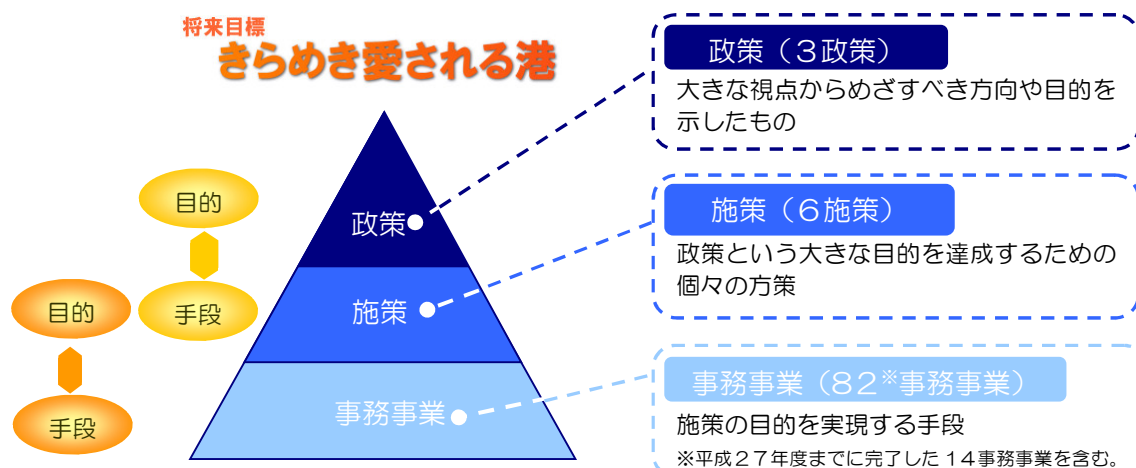 将来目標
きらめき愛される港
政策（３政策）
大きな視点からめざすべき方向や目的を
示したもの
目的
政策
施策（６施策）
政策という大きな目的を達成するための
個々の方策
目的
手段
施策
事務事業（８２※事務事業）
施策の目的を実現する手段
※平成２７年度までに完了した１４事務事業を含む。
手段
事務事業